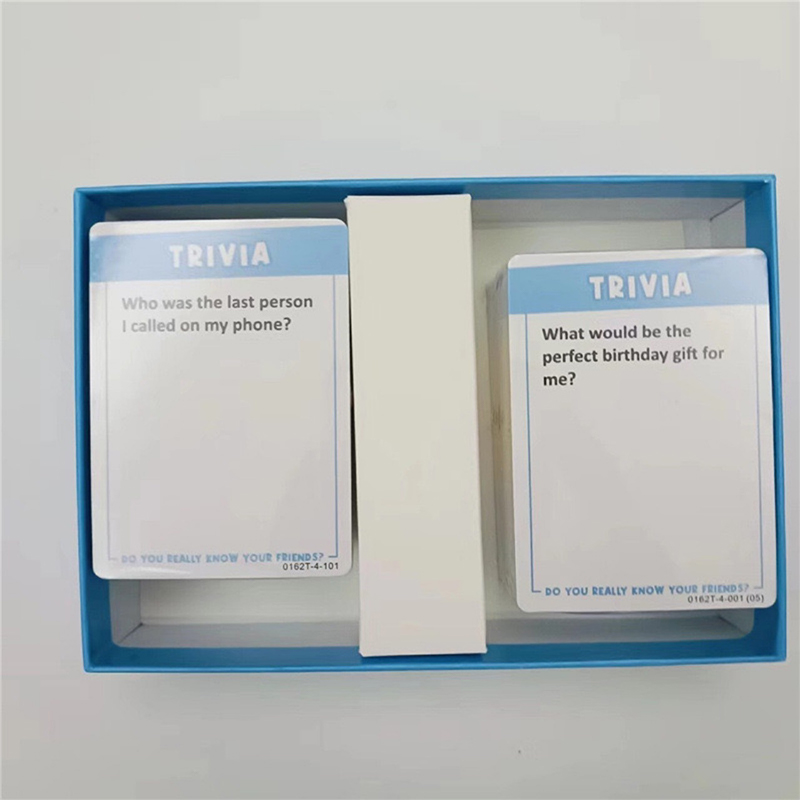 TRIVIA
Who was the last person
I called on my phone?
DO YOU REALLY KNOW YOUR FRIENDS?
0162T-4-101
TRIVIA
What would be the
perfect birthday gift for
me?
DO YOU REALLY KNOW YOUR FRIENDS?
0162T-4-001 (05)